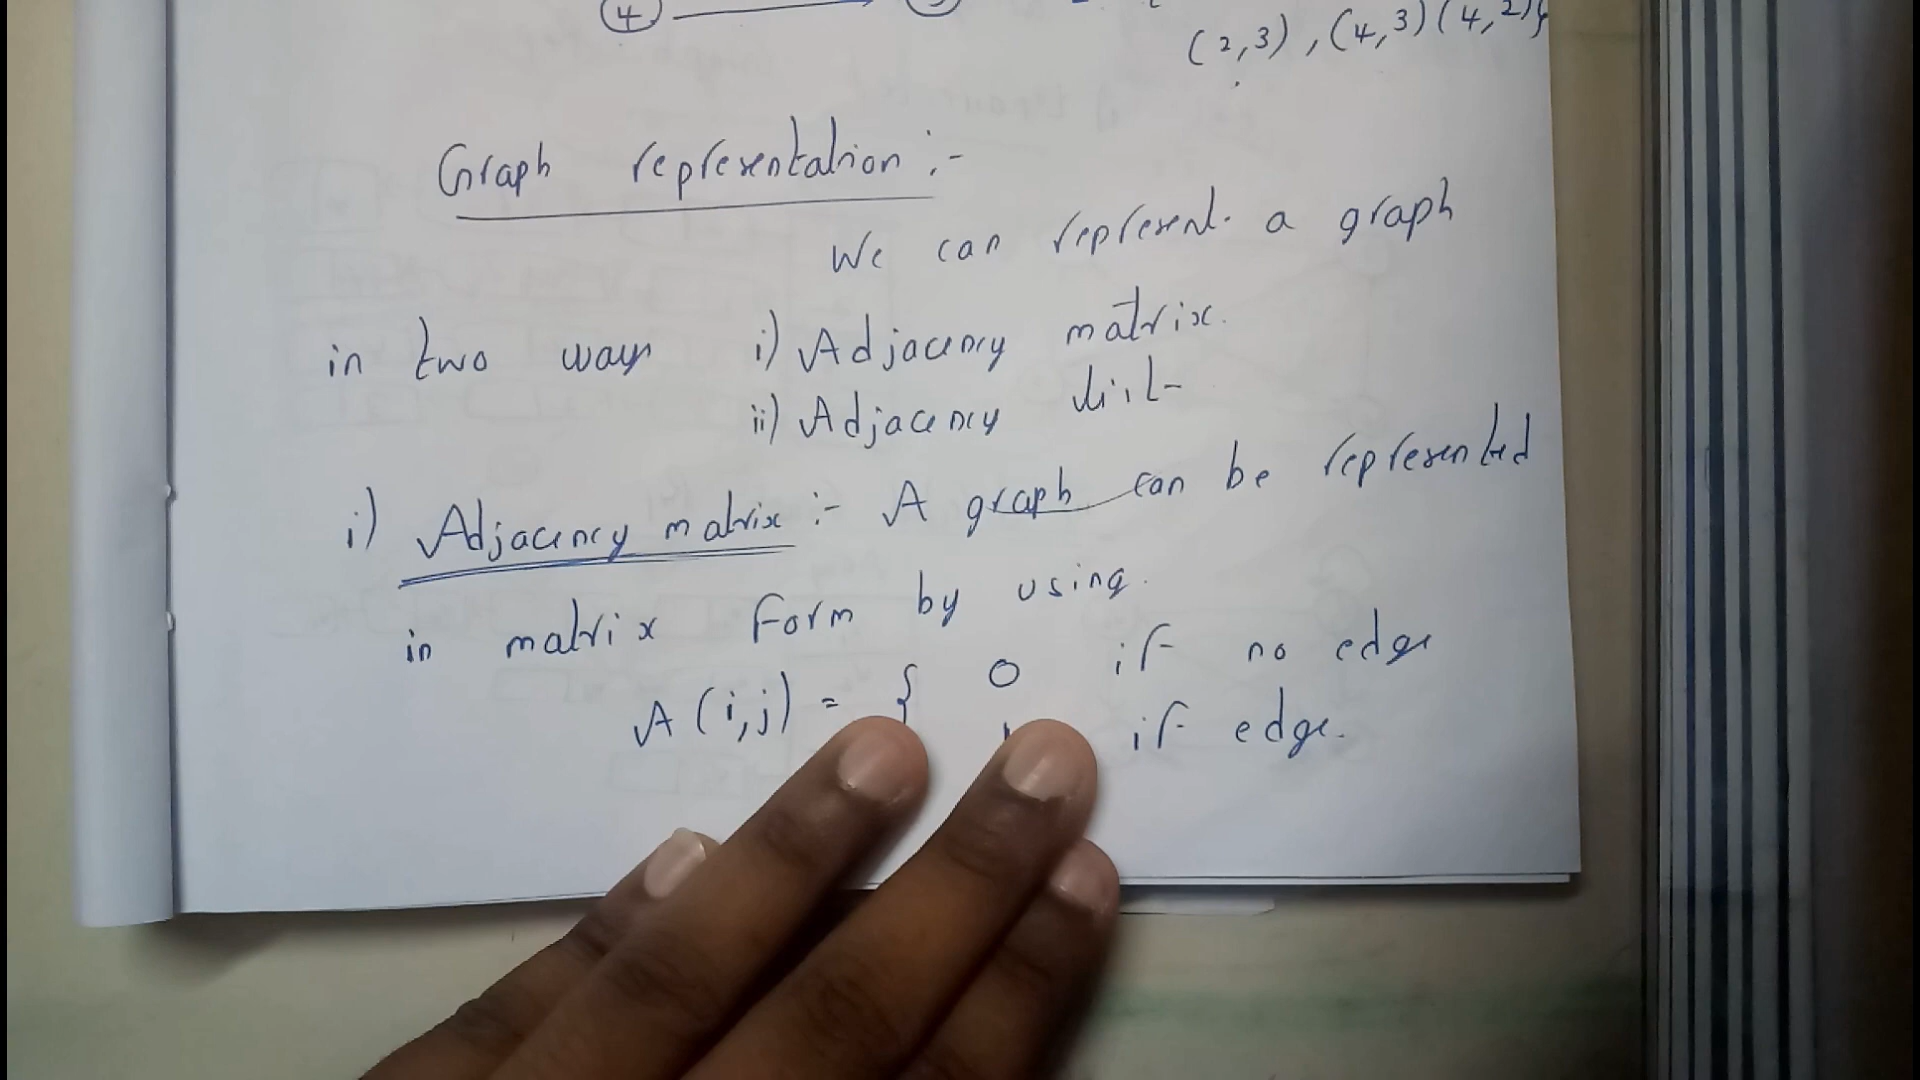 4
(2,3), (4,3) (4,2)}
Graph representation :-
We can represent a graph
in two ways i) Adjacency matrix.
ii) Adjacency list
i) Adjacency matrix :- A graph can be represented
in matrix form by using.
A (i,j) = { 0 if no edge
if edge.